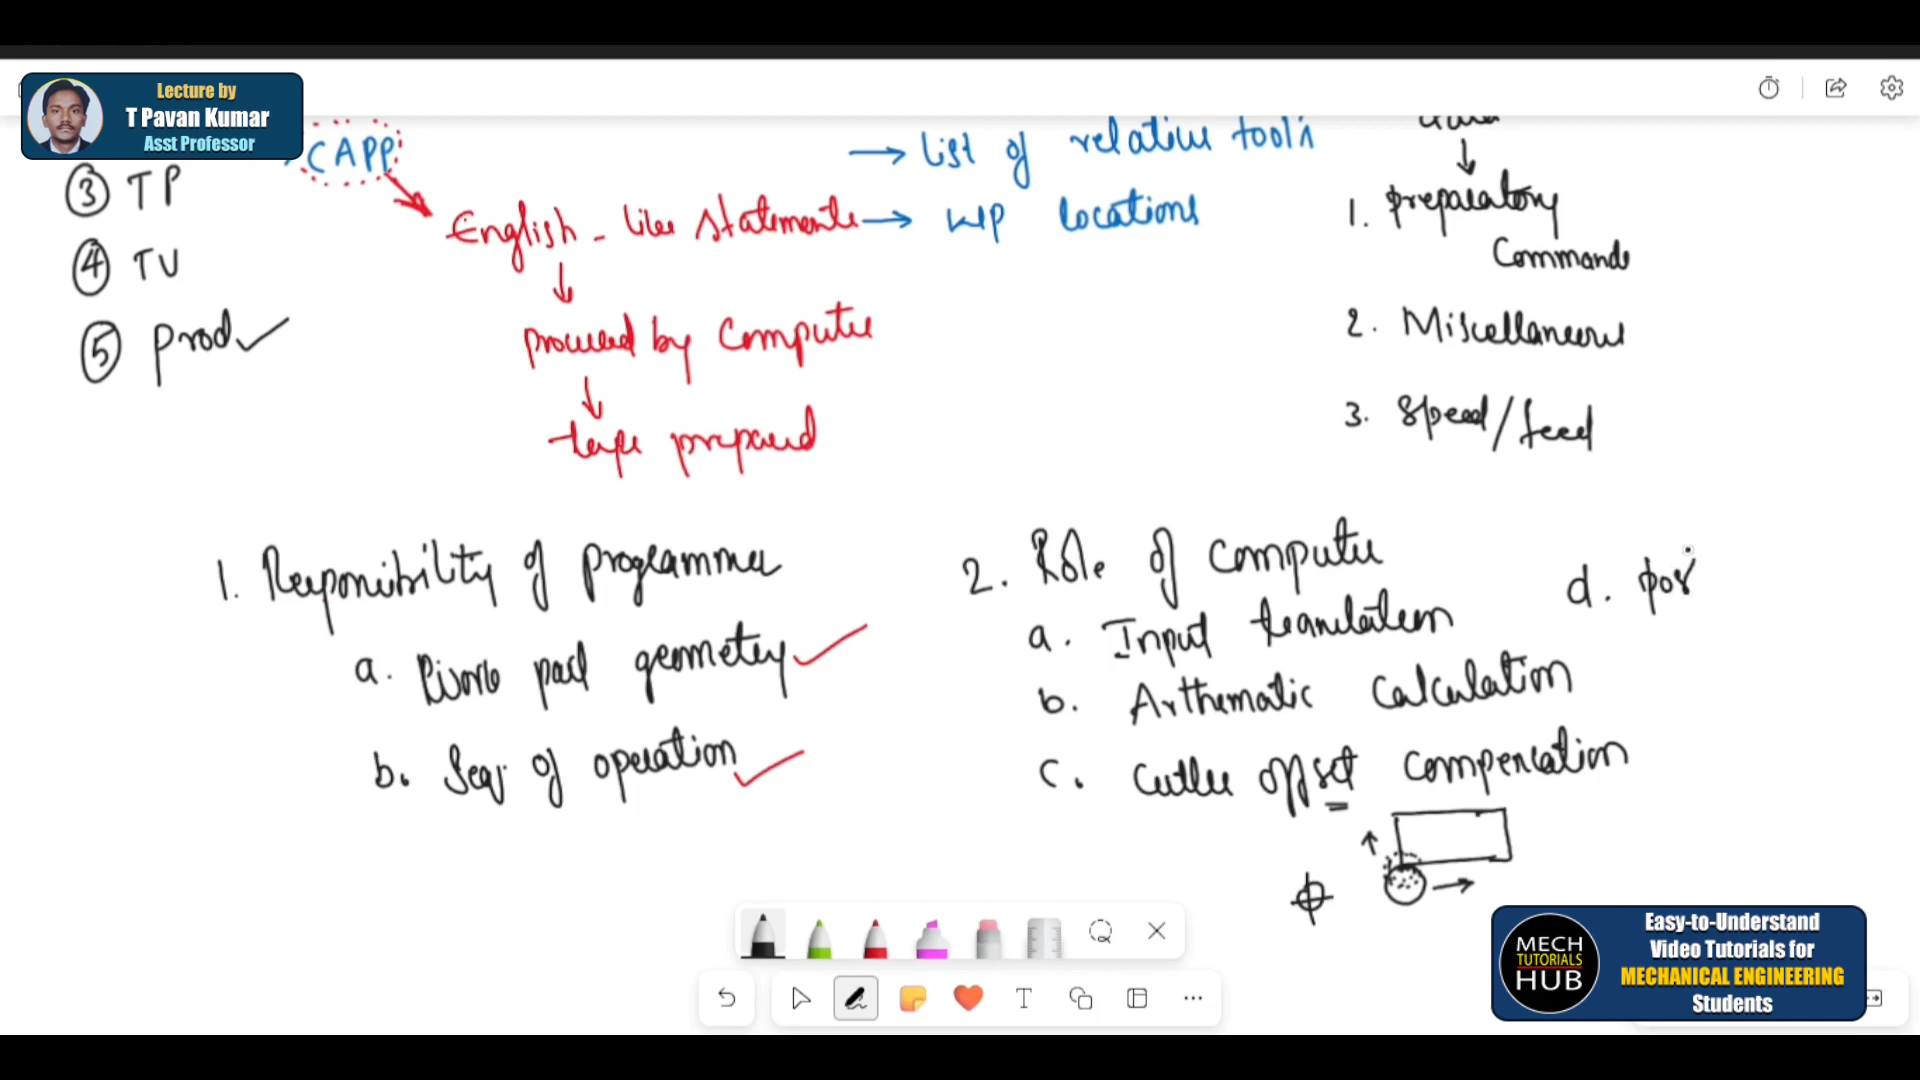 Lecture by
T Pavan Kumar
Asst Professor
CAPP
③ TP
④ TV
⑤ prod
English - like statements → WP locations
→ list of relative tools
processed by Computer
tape prepared
1. preparatory
Commands
2. Miscellaneous
3. Speed/feed
1. Responsibility of programmer
a. part geometry
b. Seq of operation
2. Role of computer
a. Input translation
b. Arthematic Calculation
c. Cutter offset compensation
d. pos
MECH
TUTORIALS
HUB
Easy-to-Understand
Video Tutorials for
MECHANICAL ENGINEERING
Students